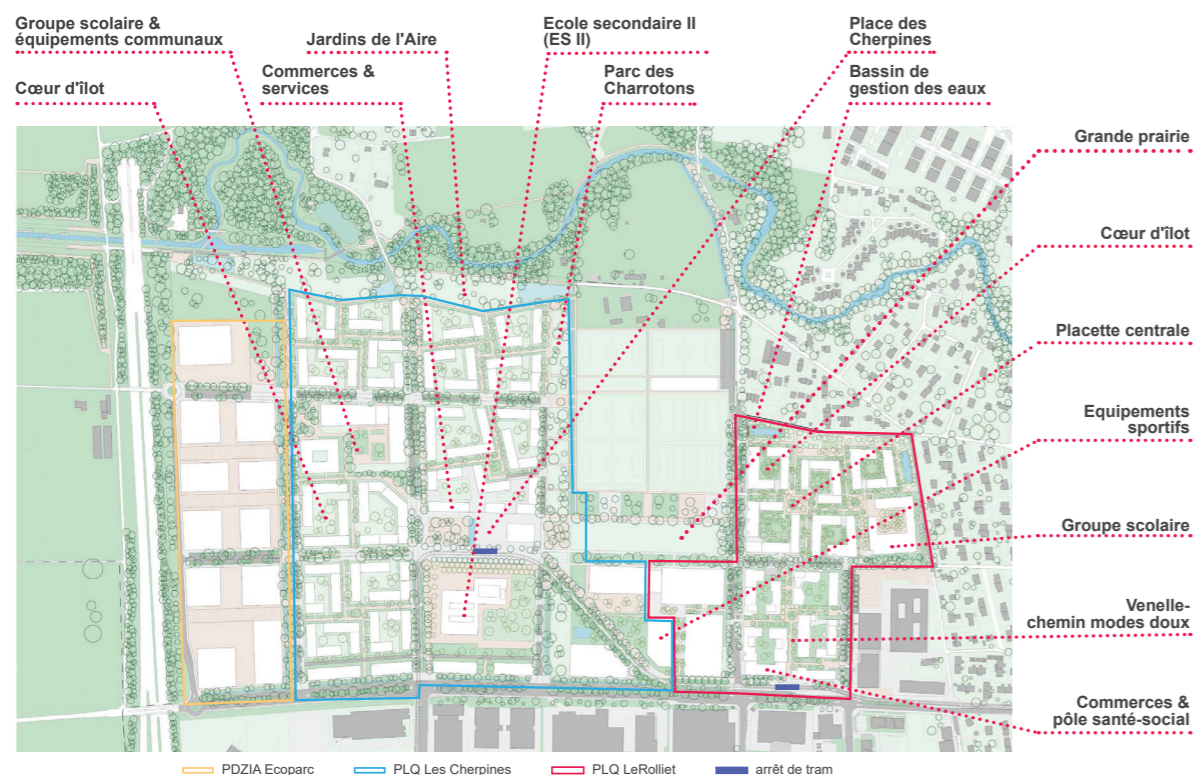 Groupe scolaire &
équipements communaux
Jardins de l'Aire
Ecole secondaire II
(ES II)
Place des
Cherpines
Cœur d'îlot
Commerces &
services
Parc des
Charrotons
Bassin de
gestion des eaux
Grande prairie
Cœur d'îlot
Placette centrale
Equipements
sportifs
Groupe scolaire
Venelle-
chemin modes doux
Commerces &
pôle santé-social
PDZIA Ecoparc
PLQ Les Cherpines
PLQ LeRolliet
arrêt de tram